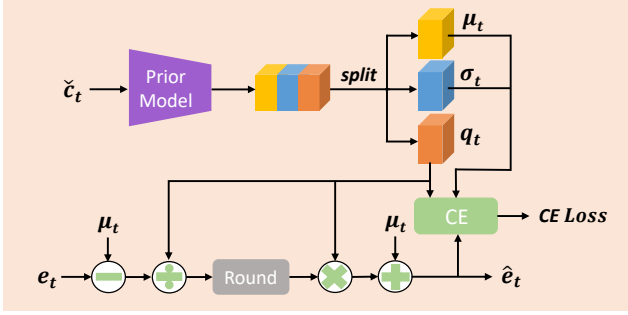 č_t
Prior
Model
split
μ_t
σ_t
q_t
μ_t
μ_t
CE
CE Loss
e_t
Round
ê_t